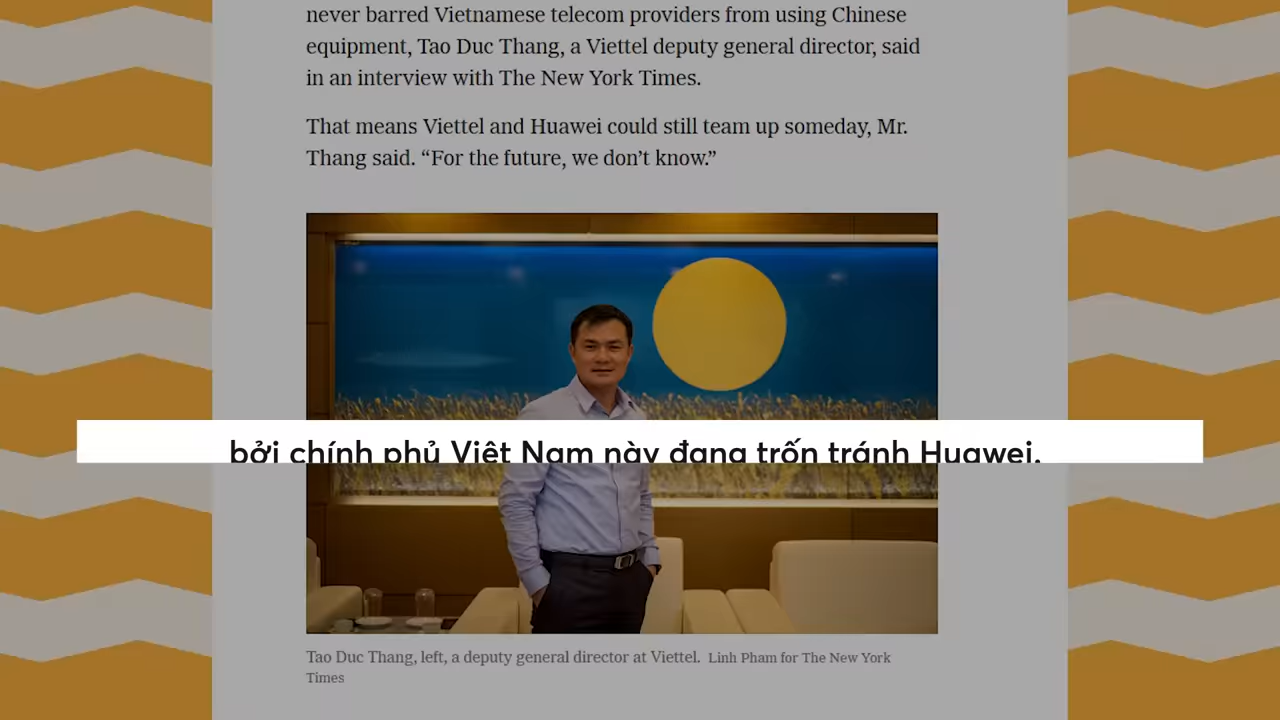 never barred Vietnamese telecom providers from using Chinese
equipment, Tao Duc Thang, a Viettel deputy general director, said
in an interview with The New York Times.
That means Viettel and Huawei could still team up someday, Mr.
Thang said. “For the future, we don’t know.”
bởi chính phủ Việt Nam này đang trốn tránh Huawei.
Tao Duc Thang, left, a deputy general director at Viettel. Linh Pham for The New York
Times